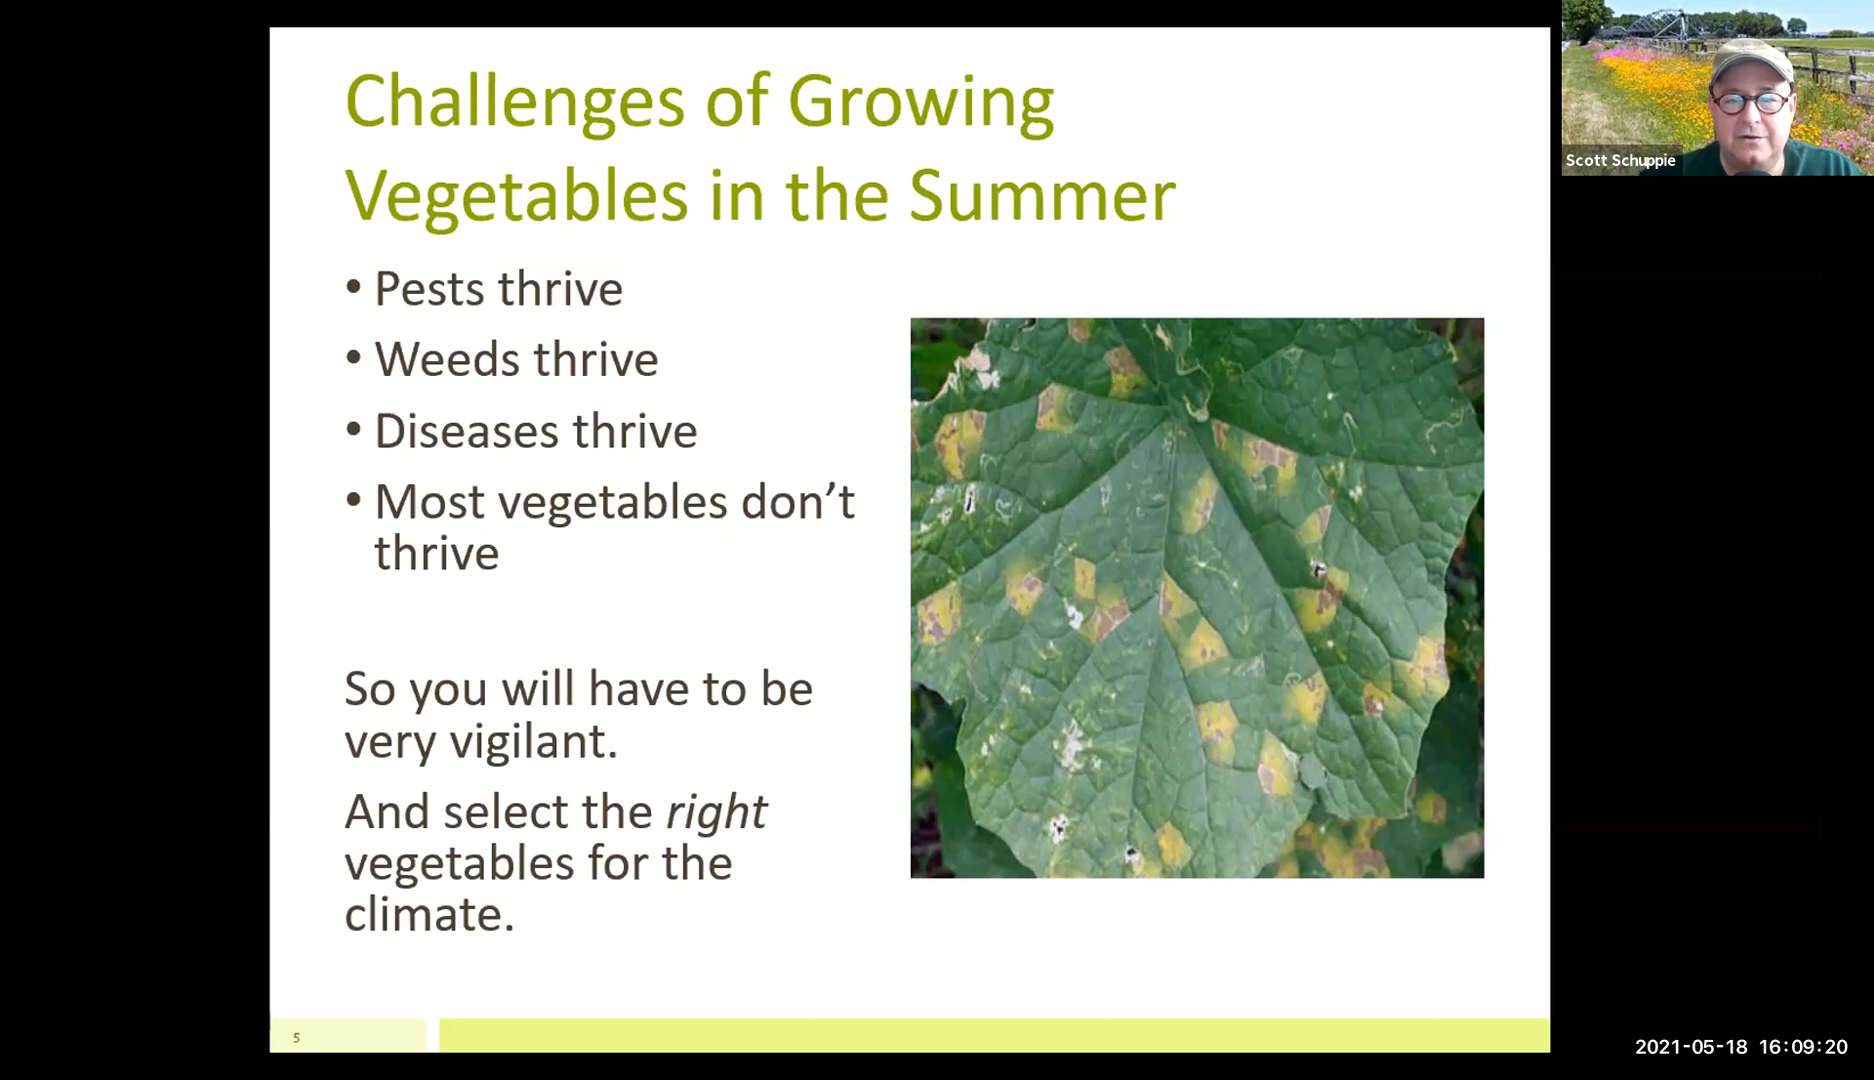 Challenges of Growing
Vegetables in the Summer
• Pests thrive
• Weeds thrive
• Diseases thrive
• Most vegetables don’t
thrive
So you will have to be
very vigilant.
And select the right
vegetables for the
climate.
5
Scott Schuppie
2021-05-18 16:09:20